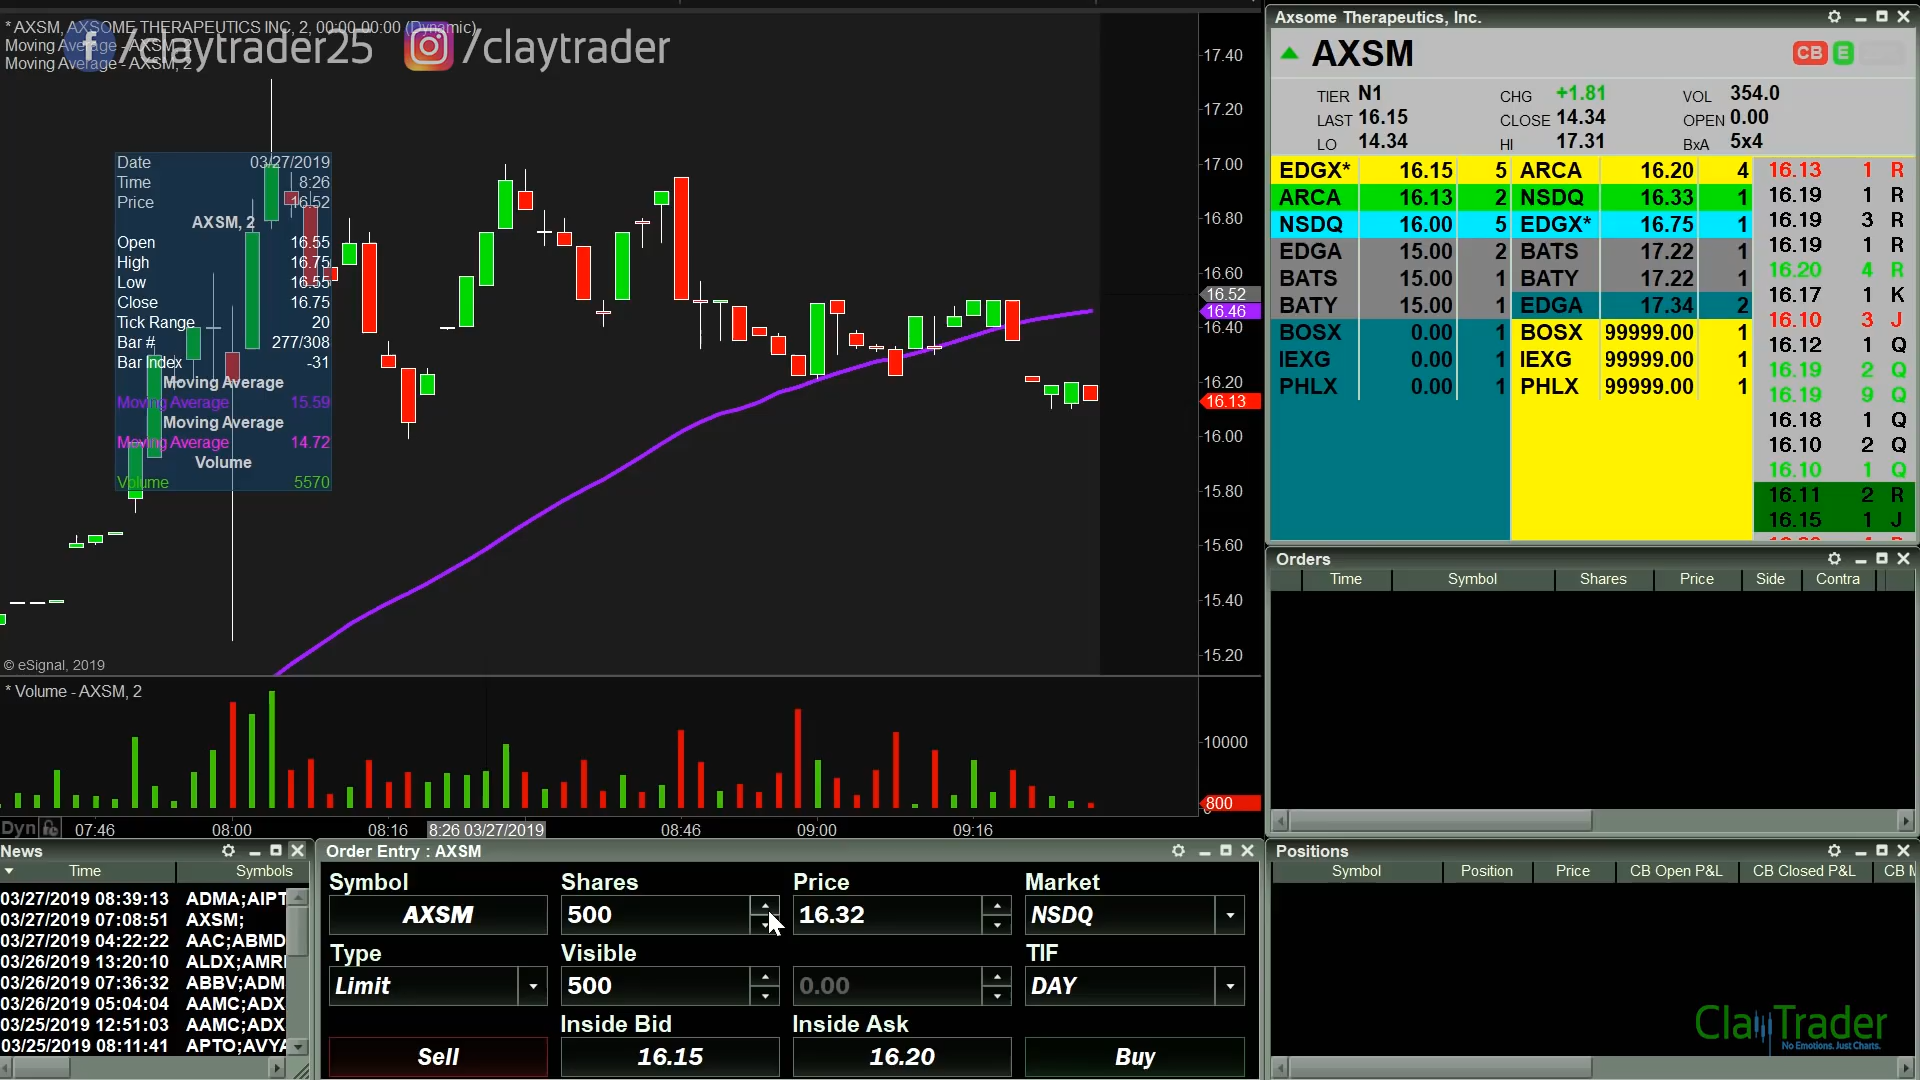 * AXSM, AXSOME THERAPEUTICS INC, 2, 00:00-00:00 (Dynamic)
Moving Average - AXSM, 2
Moving Average - AXSM, 2
/claytrader25
/claytrader
Date 03/27/2019
Time 8:26
Price 16.52
AXSM, 2
Open 16.55
High 16.75
Low 16.55
Close 16.75
Tick Range 20
Bar # 277/308
Bar Index -31
Moving Average
Moving Average 15.59
Moving Average
Moving Average 14.72
Volume
Volume 5570
17.40
17.20
17.00
16.80
16.60
16.52
16.46
16.40
16.20
16.13
16.00
15.80
15.60
15.40
15.20
© eSignal, 2019
* Volume - AXSM, 2
10000
800
Dyn 07:46 08:00 08:16 8:26 03/27/2019 08:46 09:00 09:16
Axsome Therapeutics, Inc.
AXSM CB E
TIER N1 CHG +1.81 VOL 354.0
LAST 16.15 CLOSE 14.34 OPEN 0.00
LO 14.34 HI 17.31 BxA 5x4
EDGX* 16.15 5 ARCA 16.20 4
ARCA 16.13 2 NSDQ 16.33 1
NSDQ 16.00 5 EDGX* 16.75 1
EDGA 15.00 2 BATS 17.22 1
BATS 15.00 1 BATY 17.22 1
BATY 15.00 1 EDGA 17.34 2
BOSX 0.00 1 BOSX 99999.00 1
IEXG 0.00 1 IEXG 99999.00 1
PHLX 0.00 1 PHLX 99999.00 1
16.13 1 R
16.19 1 R
16.19 3 R
16.19 1 R
16.20 4 R
16.17 1 K
16.10 3 J
16.12 1 Q
16.19 2 Q
16.19 9 Q
16.18 1 Q
16.10 2 Q
16.10 1 Q
16.11 2 R
16.15 1 J
Orders
Time Symbol Shares Price Side Contra
News
Time Symbols
03/27/2019 08:39:13 ADMA;AIPT
03/27/2019 07:08:51 AXSM;
03/27/2019 04:22:22 AAC;ABMD
03/26/2019 13:20:10 ALDX;AMRI
03/26/2019 07:36:32 ABBV;ADM
03/26/2019 05:04:04 AAMC;ADX
03/25/2019 12:51:03 AAMC;ADX
03/25/2019 08:11:41 APTO;AVYA
Order Entry : AXSM
Symbol Shares Price Market
AXSM 500 16.32 NSDQ
Type Visible TIF
Limit 500 0.00 DAY
Inside Bid Inside Ask
Sell 16.15 16.20 Buy
Positions
Symbol Position Price CB Open P&L CB Closed P&L CB M
ClayTrader
No Emotions. Just Charts.